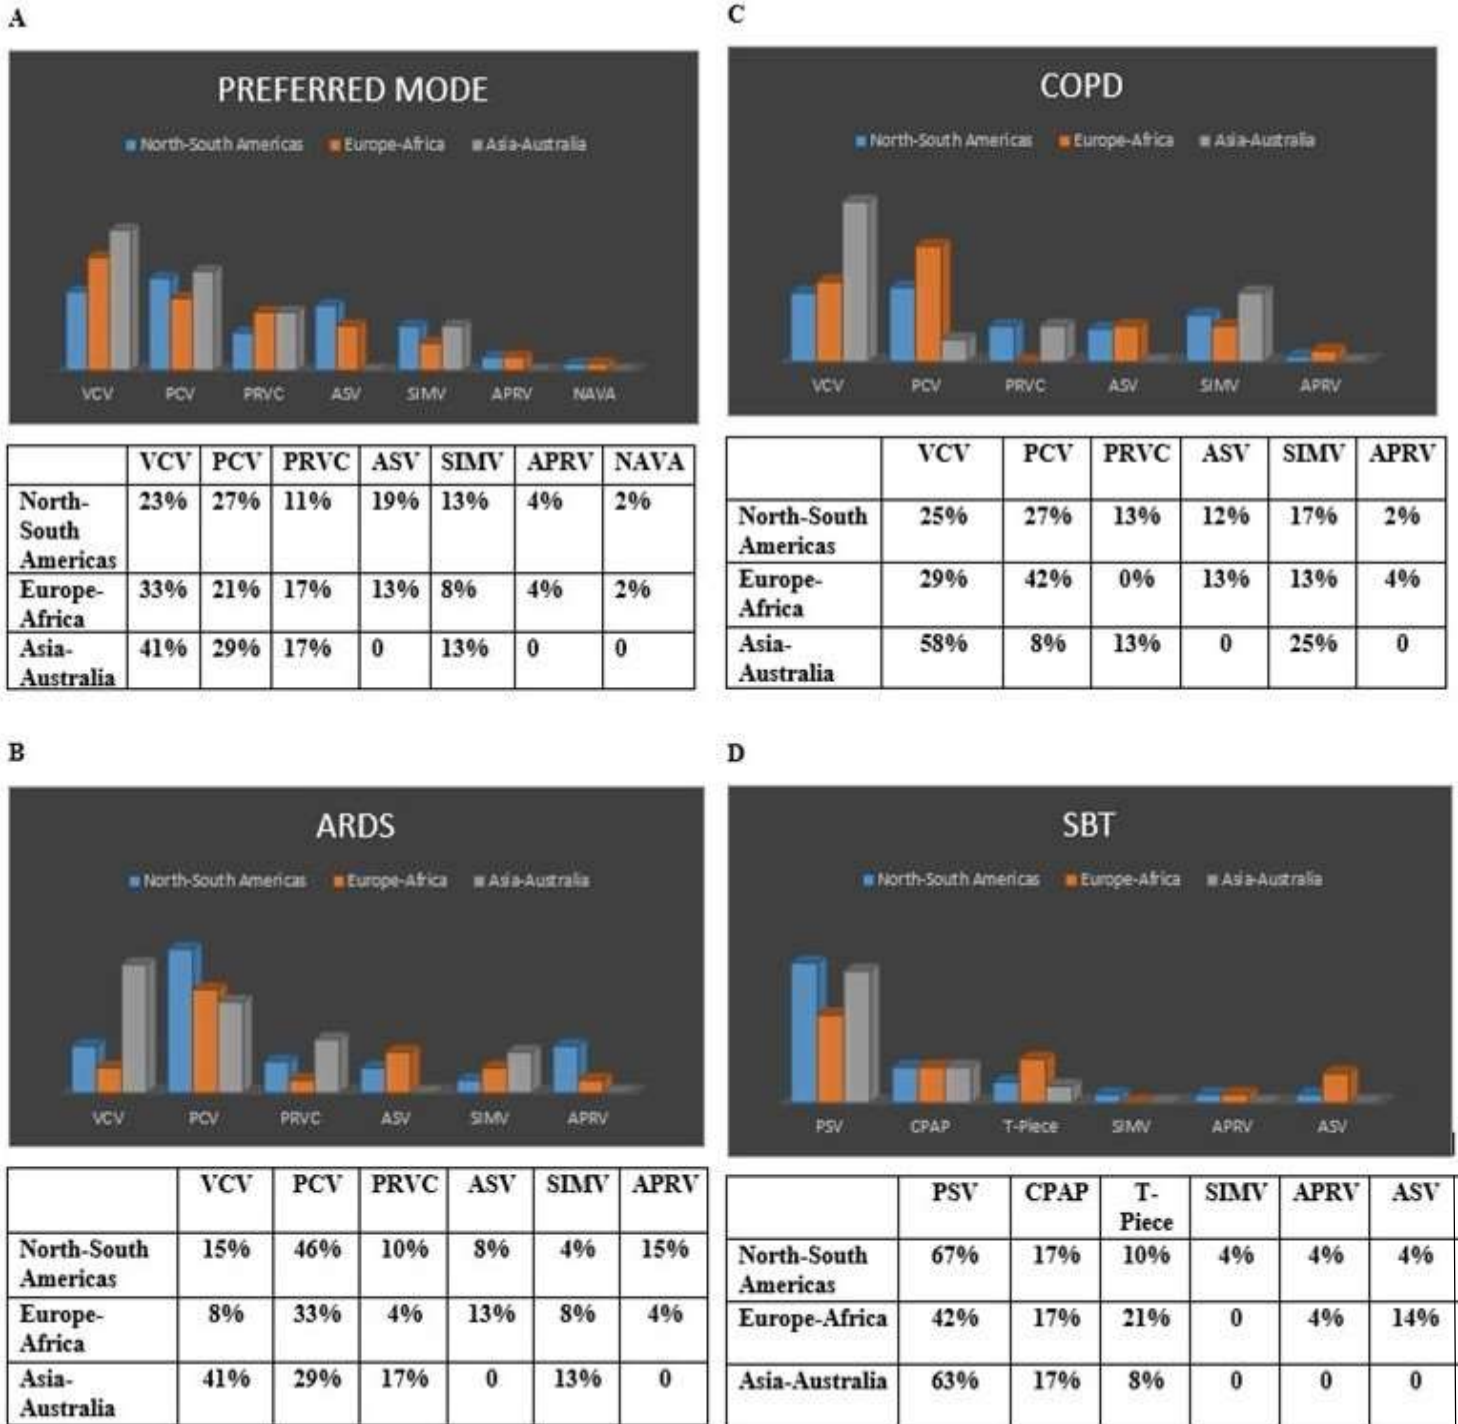 A
PREFERRED MODE
North-South Americas Europe-Africa Asia-Australia
VCV PCV PRVC ASV SIMV APRV NAVA
VCV PCV PRVC ASV SIMV APRV NAVA
North- 23% 27% 11% 19% 13% 4% 2%
South
Americas
Europe- 33% 21% 17% 13% 8% 4% 2%
Africa
Asia- 41% 29% 17% 0 13% 0 0
Australia
C
COPD
North-South Americas Europe-Africa Asia-Australia
VCV PCV PRVC ASV SIMV APRV
VCV PCV PRVC ASV SIMV APRV
North-South 25% 27% 13% 12% 17% 2%
Americas
Europe- 29% 42% 0% 13% 13% 4%
Africa
Asia- 58% 8% 13% 0 25% 0
Australia
B
ARDS
North-South Americas Europe-Africa Asia-Australia
VCV PCV PRVC ASV SIMV APRV
VCV PCV PRVC ASV SIMV APRV
North-South 15% 46% 10% 8% 4% 15%
Americas
Europe- 8% 33% 4% 13% 8% 4%
Africa
Asia- 41% 29% 17% 0 13% 0
Australia
D
SBT
North-South Americas Europe-Africa Asia-Australia
PSV CPAP T-Piece SIMV APRV ASV
PSV CPAP T- SIMV APRV ASV
Piece
North-South 67% 17% 10% 4% 4% 4%
Americas
Europe-Africa 42% 17% 21% 0 4% 14%
Asia-Australia 63% 17% 8% 0 0 0